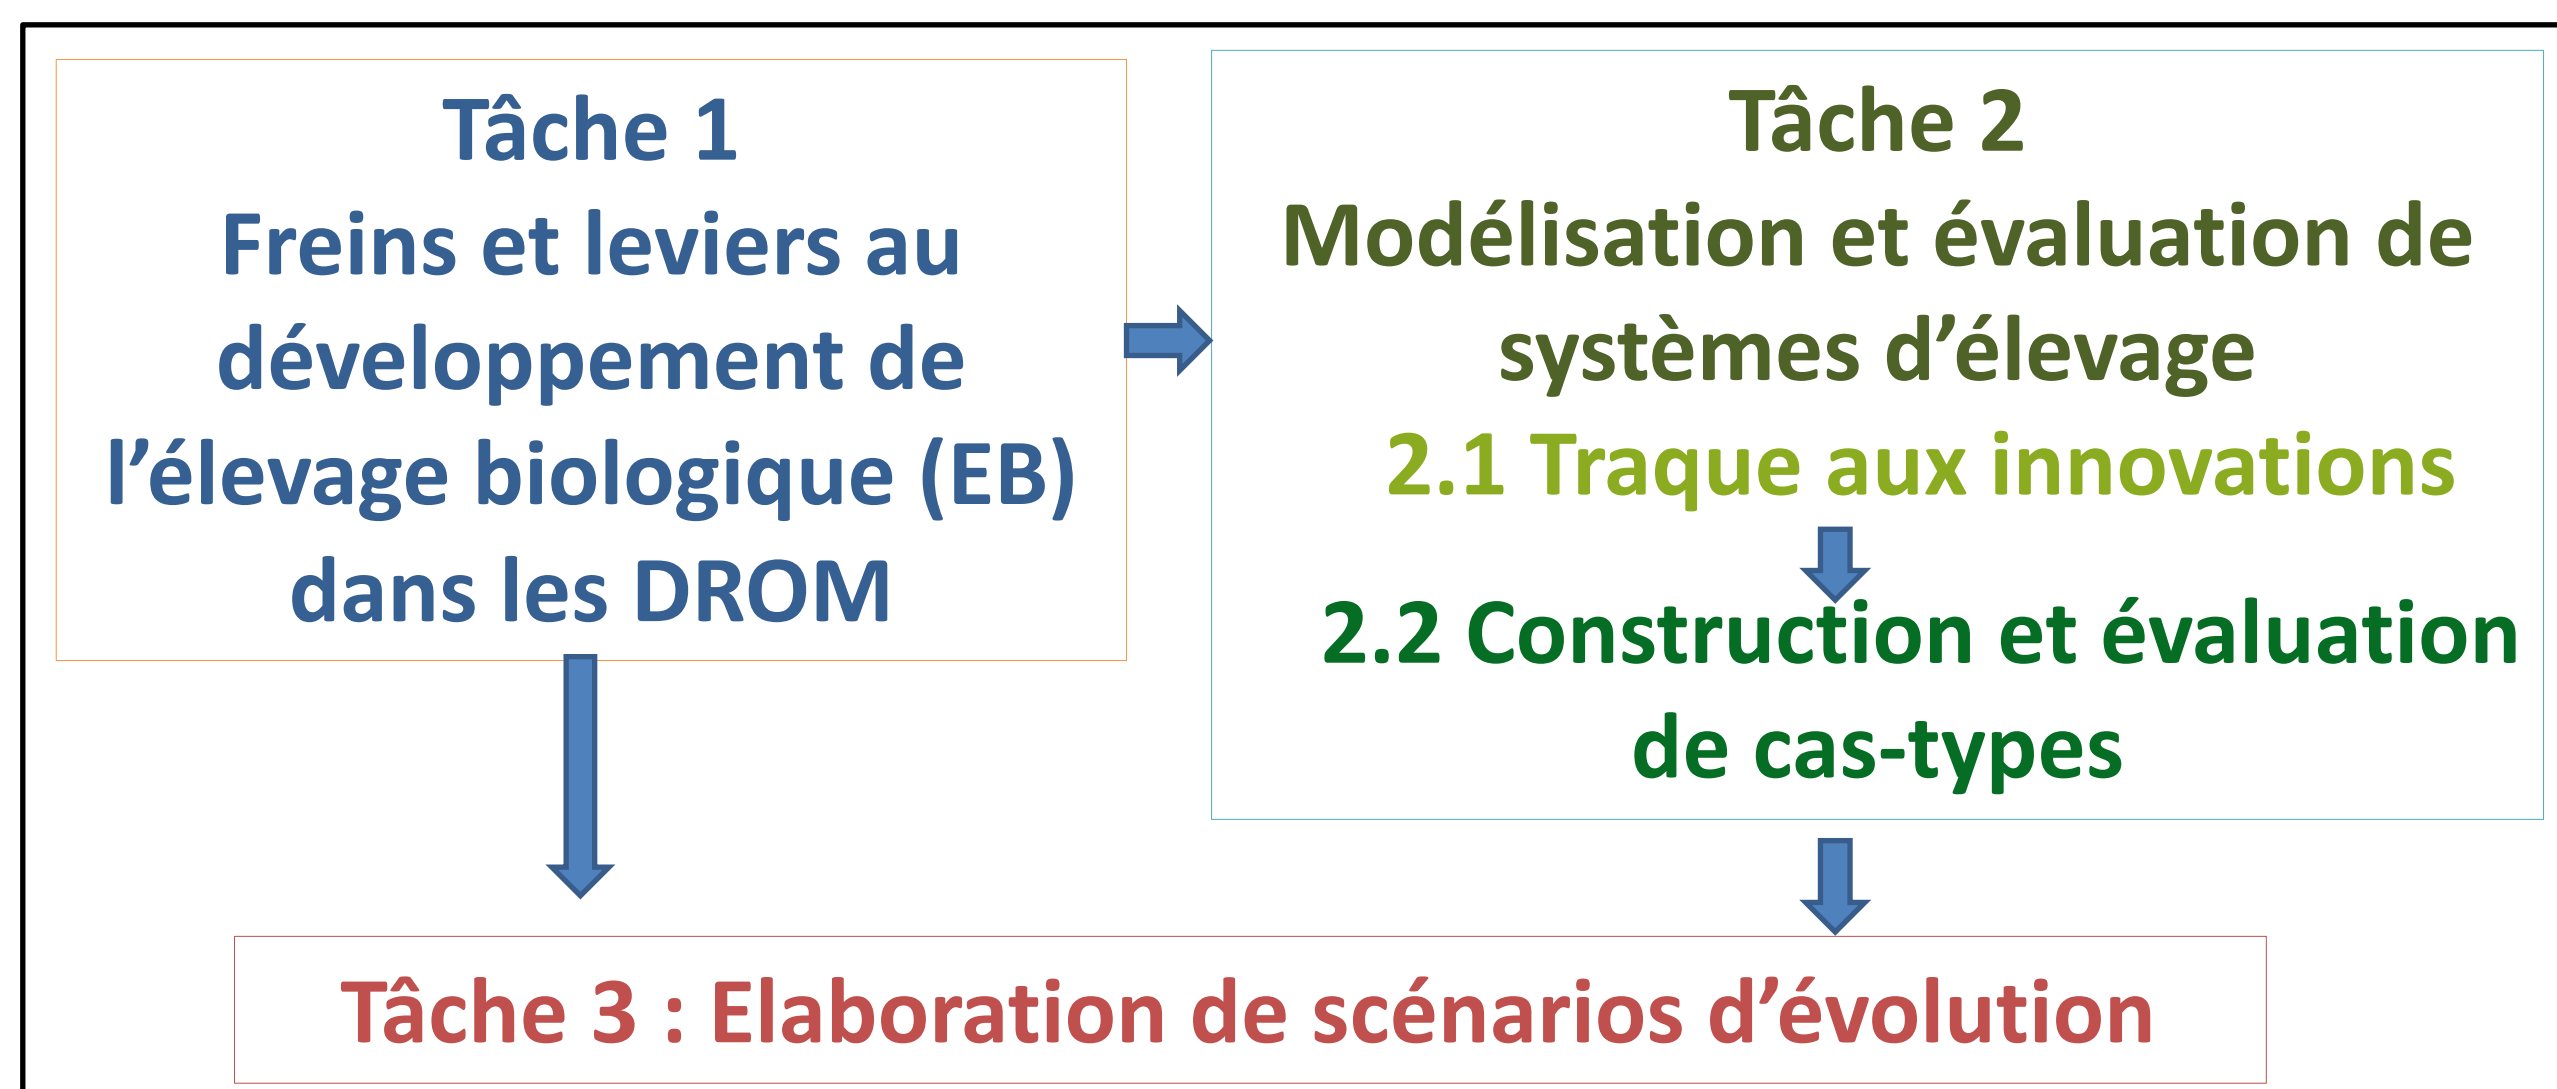 Tâche 1
Freins et leviers au
développement de
l’élevage biologique (EB)
dans les DROM
Tâche 2
Modélisation et évaluation de
systèmes d’élevage
2.1 Traque aux innovations
2.2 Construction et évaluation
de cas-types
Tâche 3 : Elaboration de scénarios d’évolution